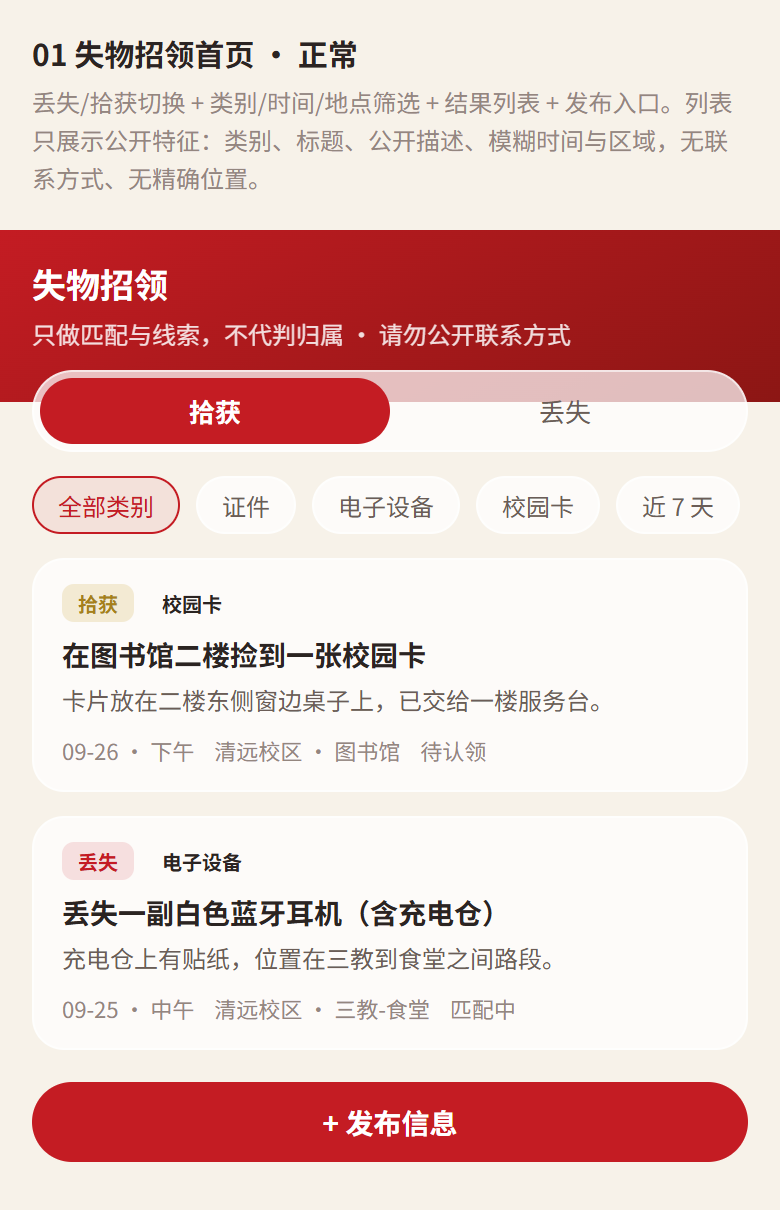 01 失物招领首页 · 正常
丢失/拾获切换 + 类别/时间/地点筛选 + 结果列表 + 发布入口。列表
只展示公开特征：类别、标题、公开描述、模糊时间与区域，无联
系方式、无精确位置。
失物招领
只做匹配与线索，不代判归属 · 请勿公开联系方式
拾获 丢失
全部类别 证件 电子设备 校园卡 近 7 天
拾获 校园卡
在图书馆二楼捡到一张校园卡
卡片放在二楼东侧窗边桌子上，已交给一楼服务台。
09-26 · 下午 清远校区 · 图书馆 待认领
丢失 电子设备
丢失一副白色蓝牙耳机（含充电仓）
充电仓上有贴纸，位置在三教到食堂之间路段。
09-25 · 中午 清远校区 · 三教-食堂 匹配中
+ 发布信息